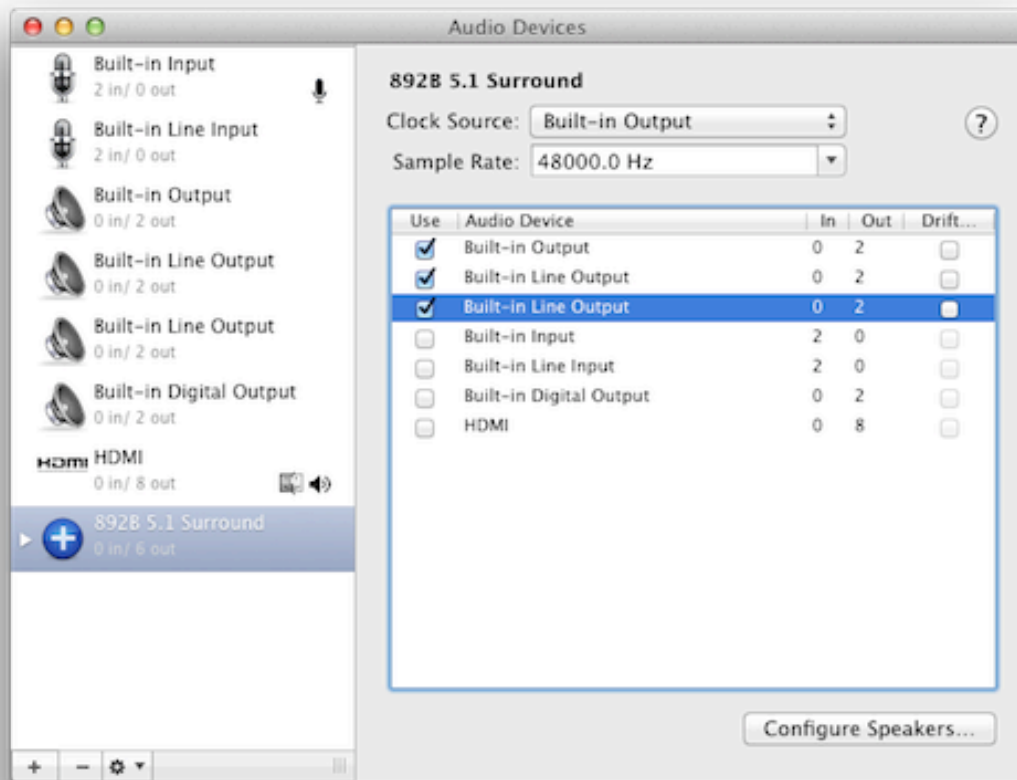 Audio Devices
Built-in Input
2 in/ 0 out
Built-in Line Input
2 in/ 0 out
Built-in Output
0 in/ 2 out
Built-in Line Output
0 in/ 2 out
Built-in Line Output
0 in/ 2 out
Built-in Digital Output
0 in/ 2 out
HDMI HDMI
0 in/ 8 out
892B 5.1 Surround
0 in/ 6 out
892B 5.1 Surround
Clock Source: Built-in Output ?
Sample Rate: 48000.0 Hz
Use Audio Device In Out Drift...
Built-in Output 0 2
Built-in Line Output 0 2
Built-in Line Output 0 2
Built-in Input 2 0
Built-in Line Input 2 0
Built-in Digital Output 0 2
HDMI 0 8
Configure Speakers...